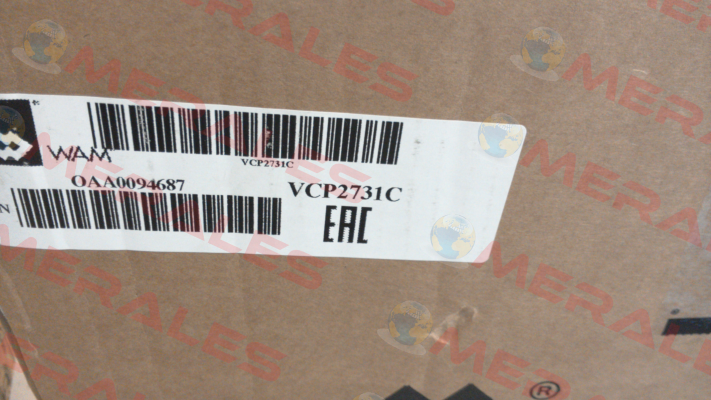 WAM
VCP2731C
OAA0094687
VCP2731C
N
EAC
®
MERALES
MERALES
MERALES
MERALES
MERALES